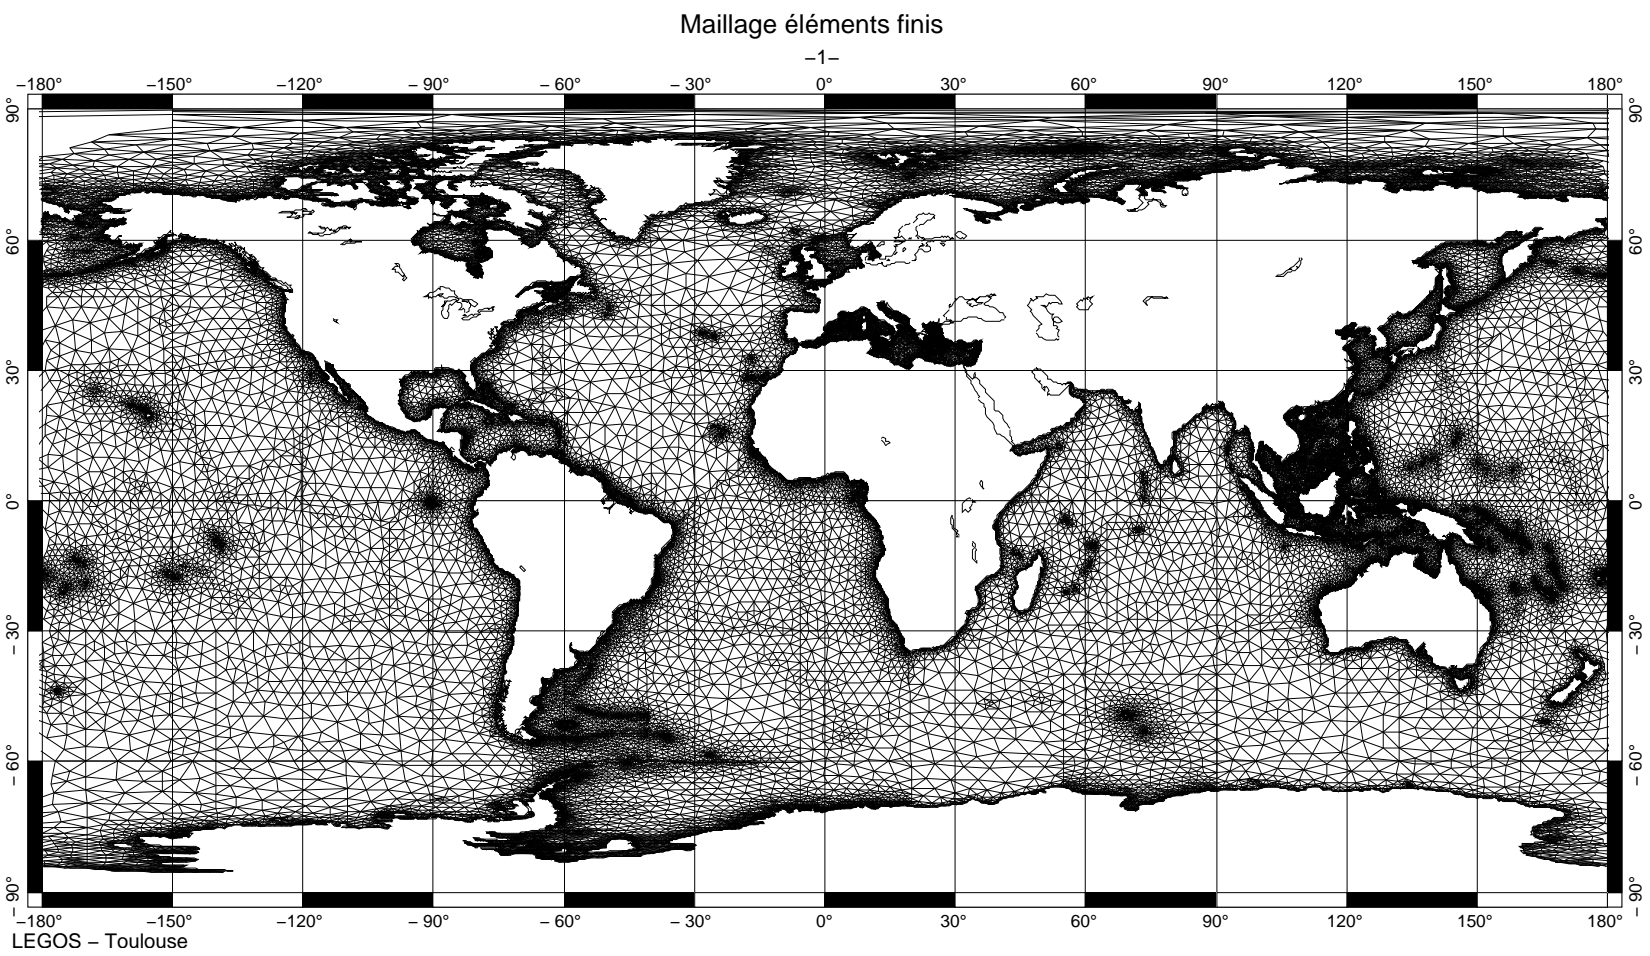 Maillage éléments finis
–1–
–180° –150° –120° – 90° – 60° – 30° 0° 30° 60° 90° 120° 150° 180°
90° 90°
60° 60°
30° 30°
0° 0°
– 30° – 30°
– 60° – 60°
– 90° – 90°
–180° –150° –120° – 90° – 60° – 30° 0° 30° 60° 90° 120° 150° 180°
LEGOS – Toulouse